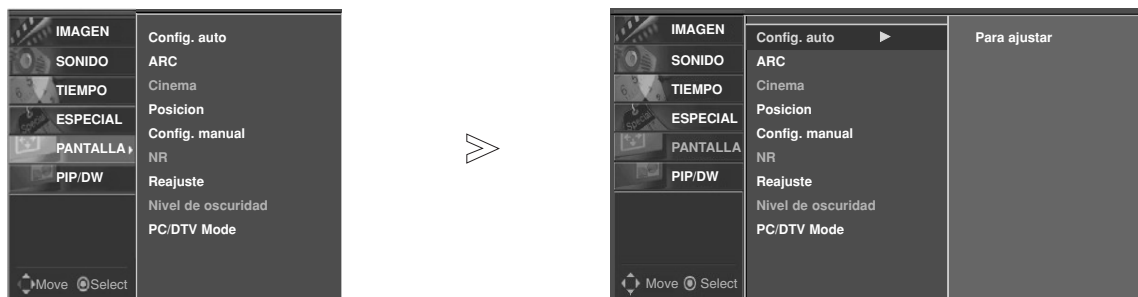 IMAGEN
SONIDO
TIEMPO
ESPECIAL
PANTALLA
PIP/DW
Move Select
Config. auto
ARC
Cinema
Posicion
Config. manual
NR
Reajuste
Nivel de oscuridad
PC/DTV Mode
IMAGEN
SONIDO
TIEMPO
ESPECIAL
PANTALLA
PIP/DW
Move Select
Config. auto
ARC
Cinema
Posicion
Config. manual
NR
Reajuste
Nivel de oscuridad
PC/DTV Mode
Para ajustar